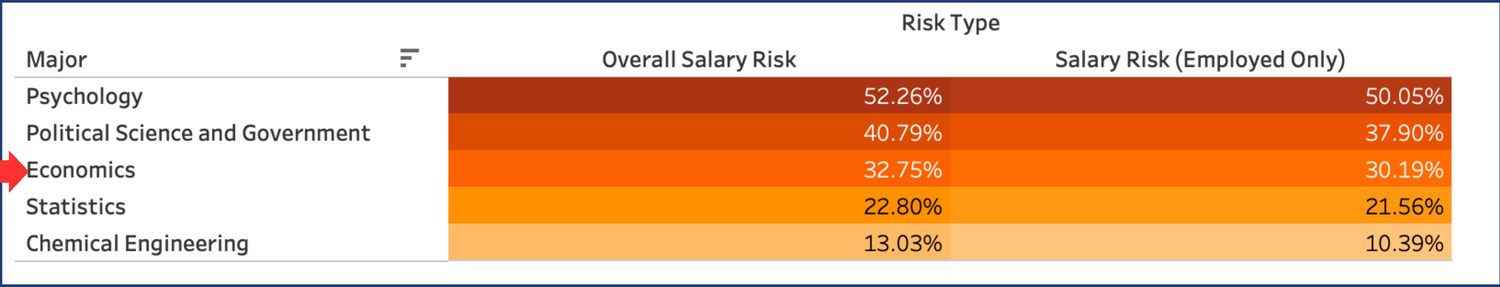 Risk Type
Major Overall Salary Risk Salary Risk (Employed Only)
Psychology 52.26% 50.05%
Political Science and Government 40.79% 37.90%
Economics 32.75% 30.19%
Statistics 22.80% 21.56%
Chemical Engineering 13.03% 10.39%